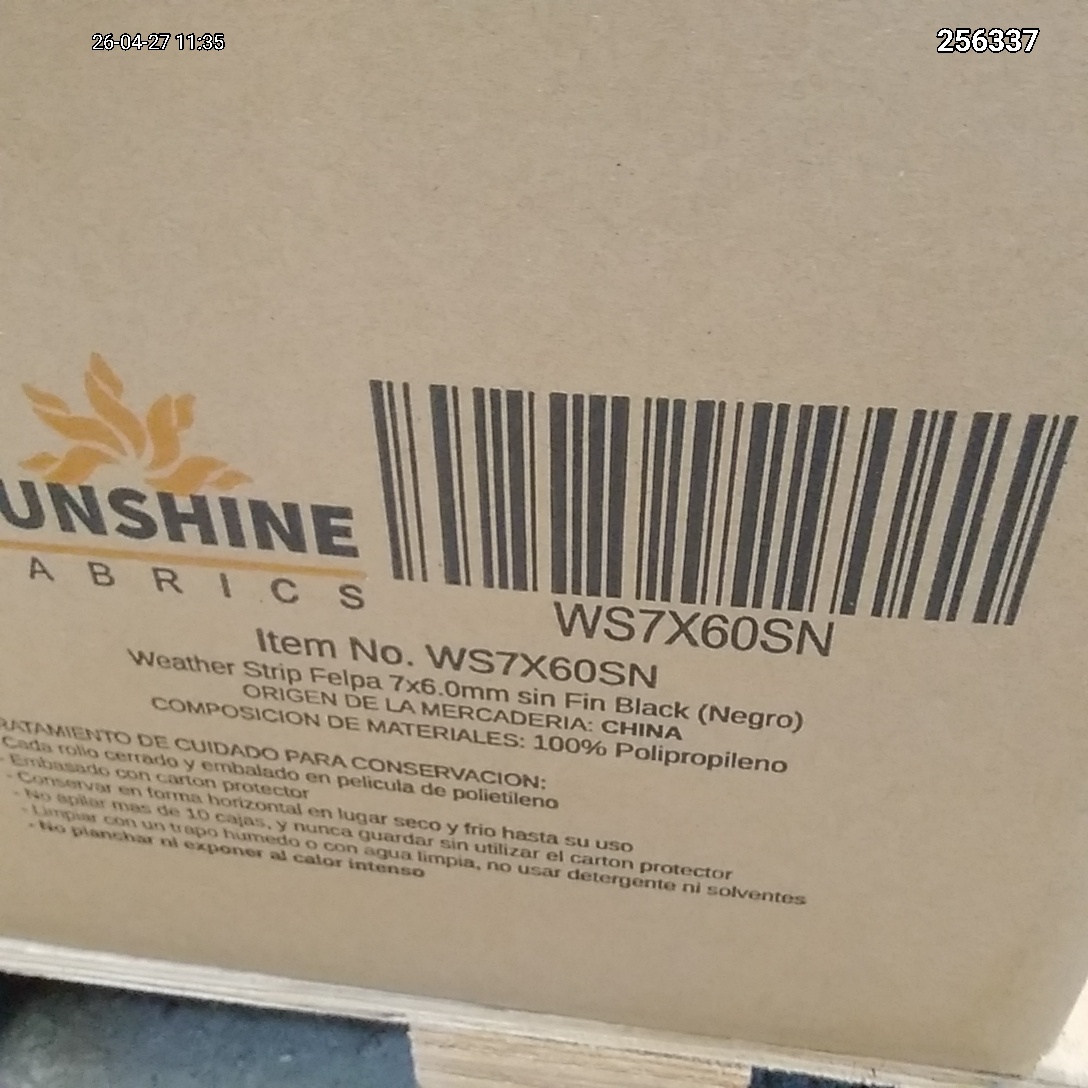 26-04-27 11:35
256337
UNSHINE
ABRICS
WS7X60SN
Item No. WS7X60SN
Weather Strip Felpa 7x6.0mm sin Fin Black (Negro)
ORIGEN DE LA MERCADERIA: CHINA
COMPOSICION DE MATERIALES: 100% Polipropileno
RATAMIENTO DE CUIDADO PARA CONSERVACION:
Cada rollo cerrado y embalado en pelicula de polietileno
- Embasado con carton protector
- Conservar en forma horizontal en lugar seco y frio hasta su uso
- No apilar mas de 10 cajas, y nunca guardar sin utilizar el carton protector
- Limpiar con un trapo humedo o con agua limpia, no usar detergente ni solventes
- No planchar ni exponer al calor intenso